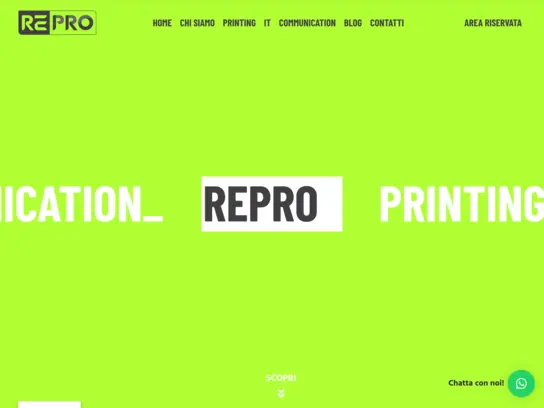 REPRO
HOME CHI SIAMO PRINTING IT COMMUNICATION BLOG CONTATTI AREA RISERVATA
NICATION_ REPRO PRINTING
SCOPRI
Chatta con noi!